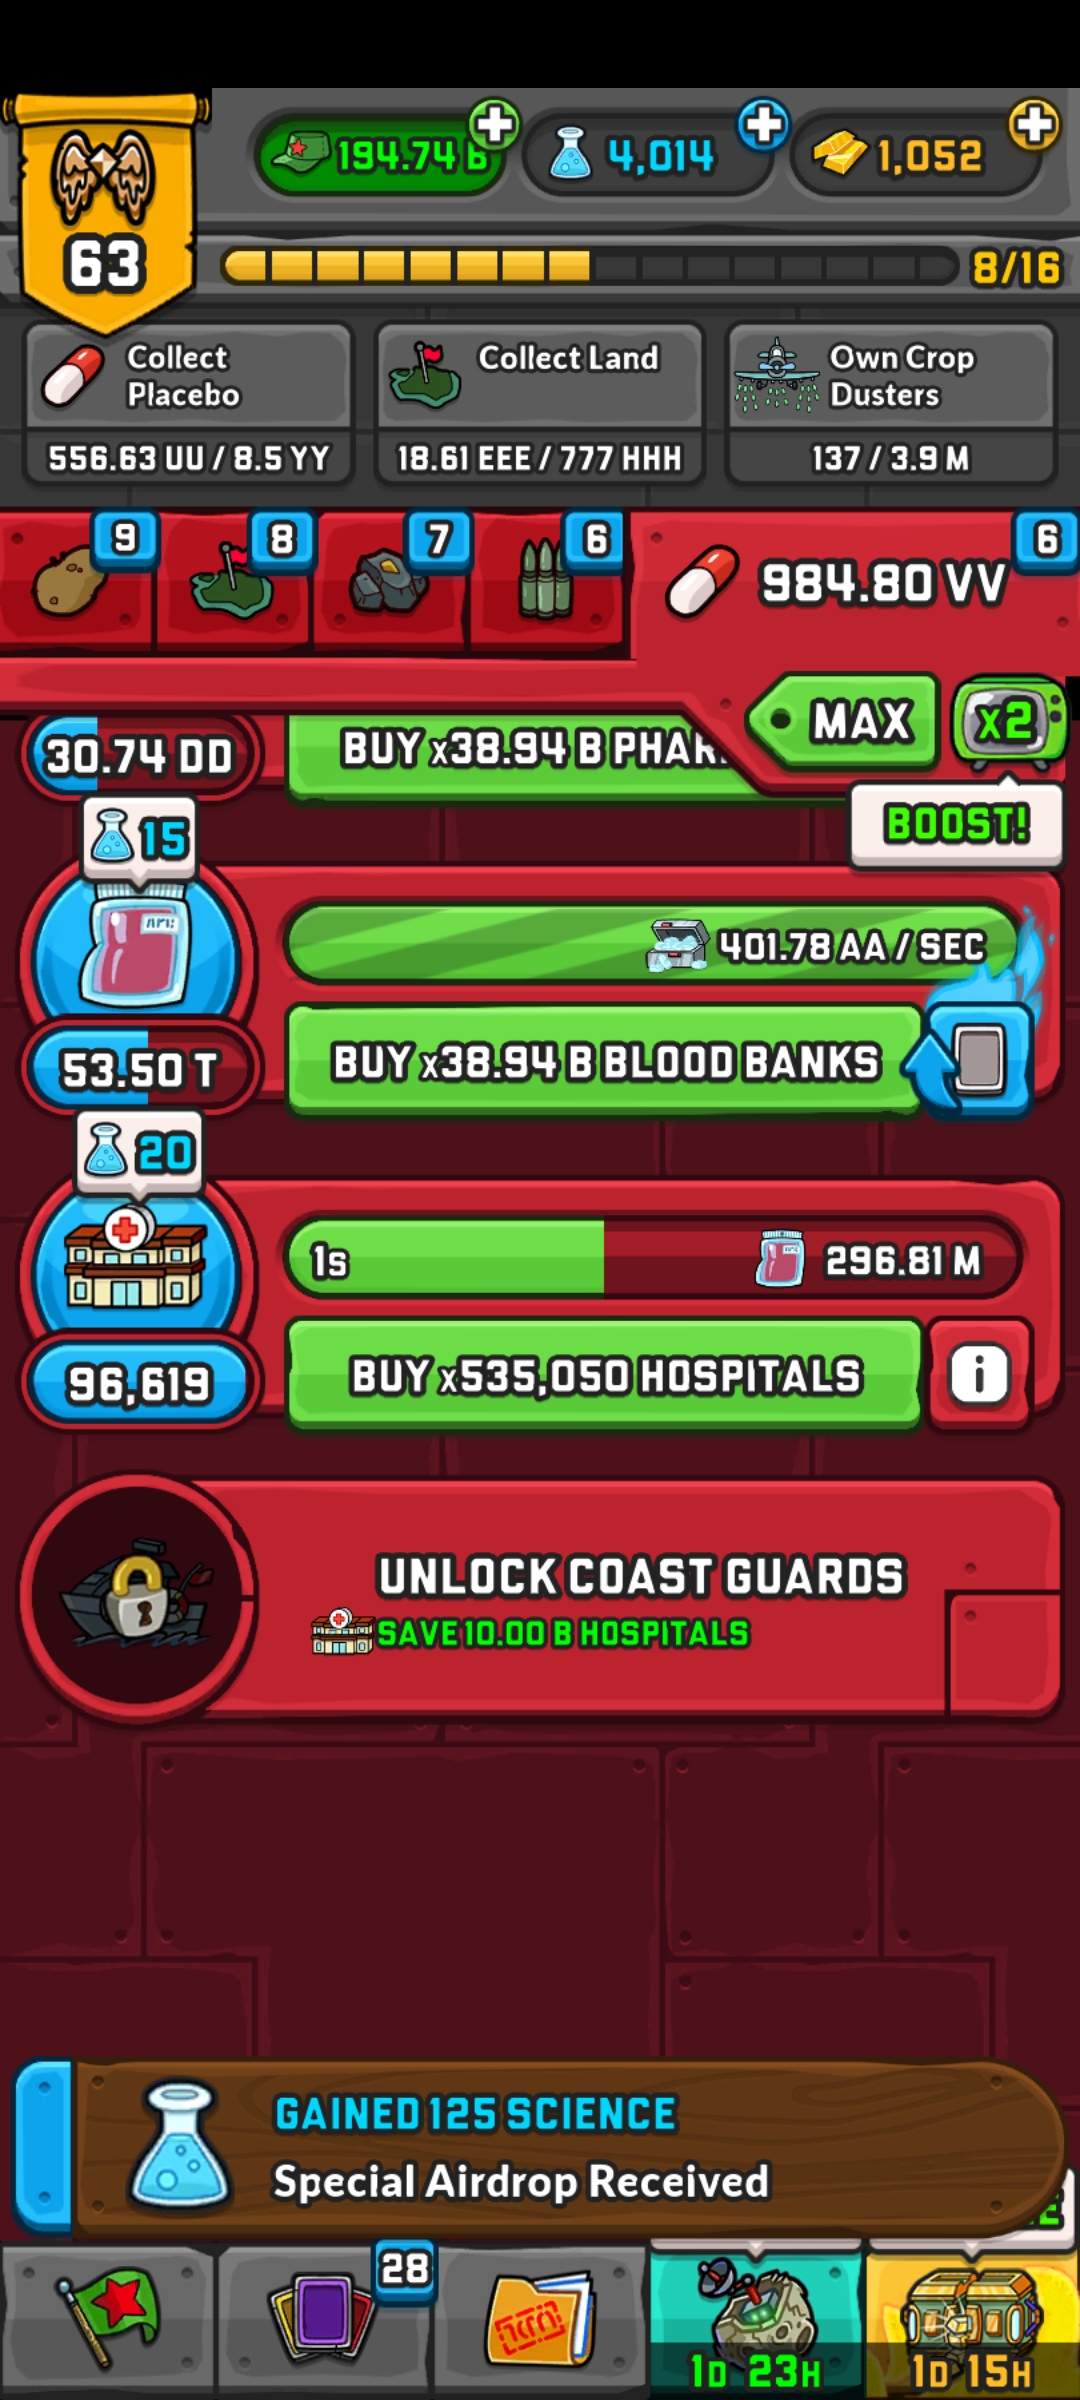 194.74 B
4,014
1,052
63
8/16
Collect
Placebo
556.63 UU / 8.5 YY
Collect Land
18.61 EEE / 777 HHH
Own Crop
Dusters
137 / 3.9 M
9
8
7
6
984.80 VV
6
30.74 DD
BUY x38.94 B PHAR
MAX
x2
BOOST!
15
401.78 AA / SEC
53.50 T
BUY x38.94 B BLOOD BANKS
20
1s
296.81 M
96,619
BUY x535,050 HOSPITALS
i
UNLOCK COAST GUARDS
SAVE 10.00 B HOSPITALS
GAINED 125 SCIENCE
Special Airdrop Received
28
1D 23H
1D 15H